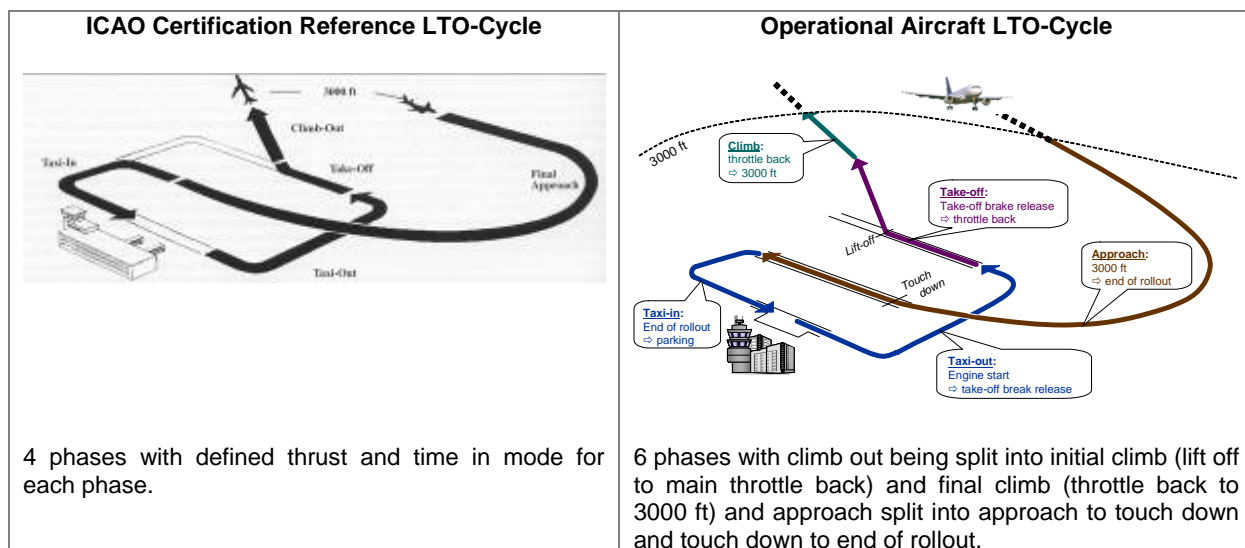 ICAO Certification Reference LTO-Cycle
3000 ft
Climb-Out
Taxi-In
Take-Off
Final
Approach
Taxi-Out
4 phases with defined thrust and time in mode for
each phase.
Operational Aircraft LTO-Cycle
3000 ft
Climb:
throttle back
⇨ 3000 ft
Take-off:
Take-off brake release
⇨ throttle back
Lift-off
Approach:
3000 ft
⇨ end of rollout
Touch
down
Taxi-in:
End of rollout
⇨ parking
Taxi-out:
Engine start
⇨ take-off break release
6 phases with climb out being split into initial climb (lift off
to main throttle back) and final climb (throttle back to
3000 ft) and approach split into approach to touch down
and touch down to end of rollout.